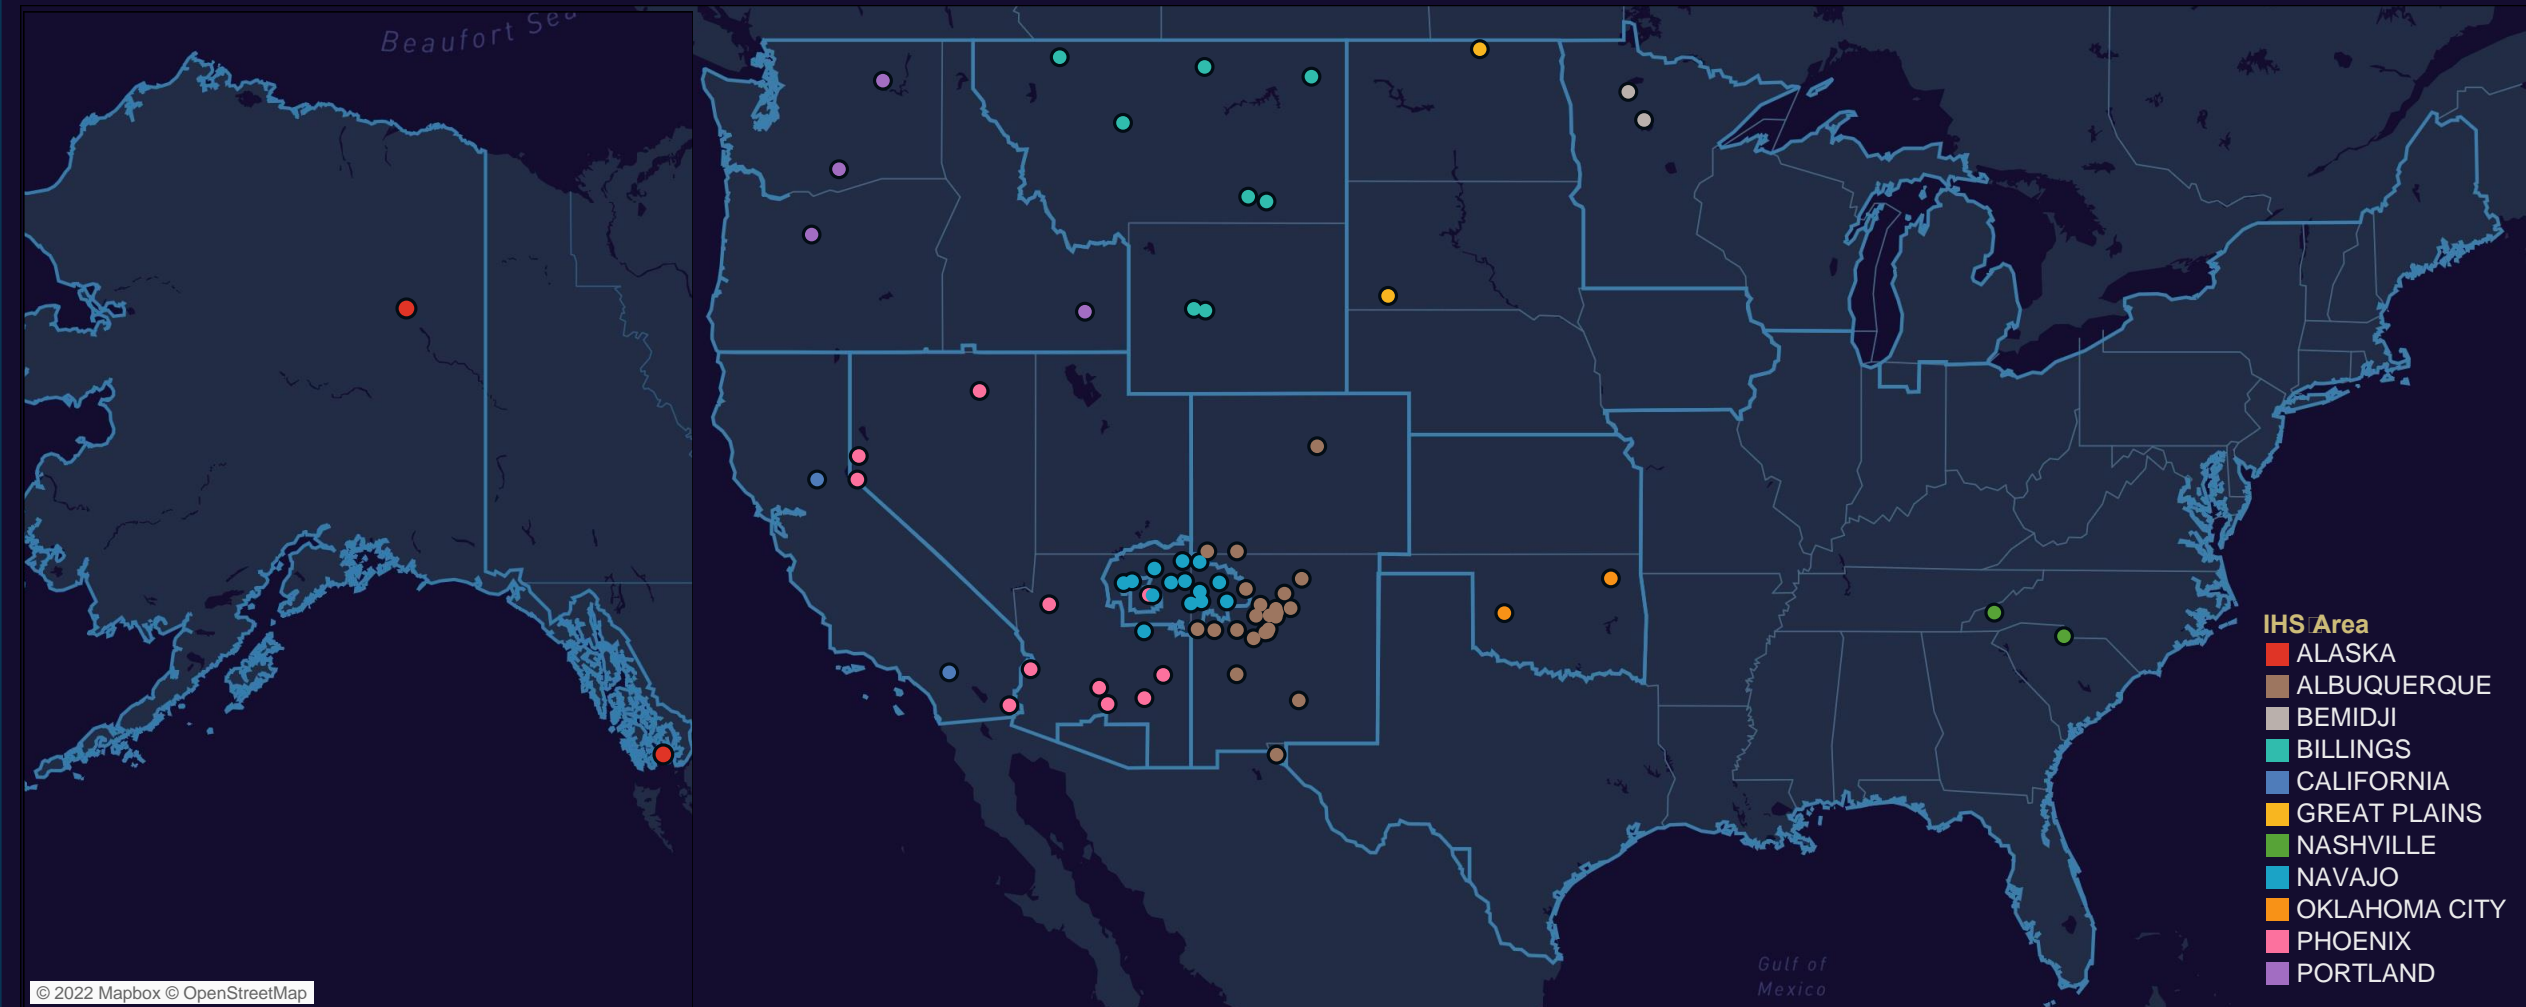 Beaufort Sea
IHS Area
ALASKA
ALBUQUERQUE
BEMIDJI
BILLINGS
CALIFORNIA
GREAT PLAINS
NASHVILLE
NAVAJO
OKLAHOMA CITY
PHOENIX
PORTLAND
Gulf of
Mexico
© 2022 Mapbox © OpenStreetMap